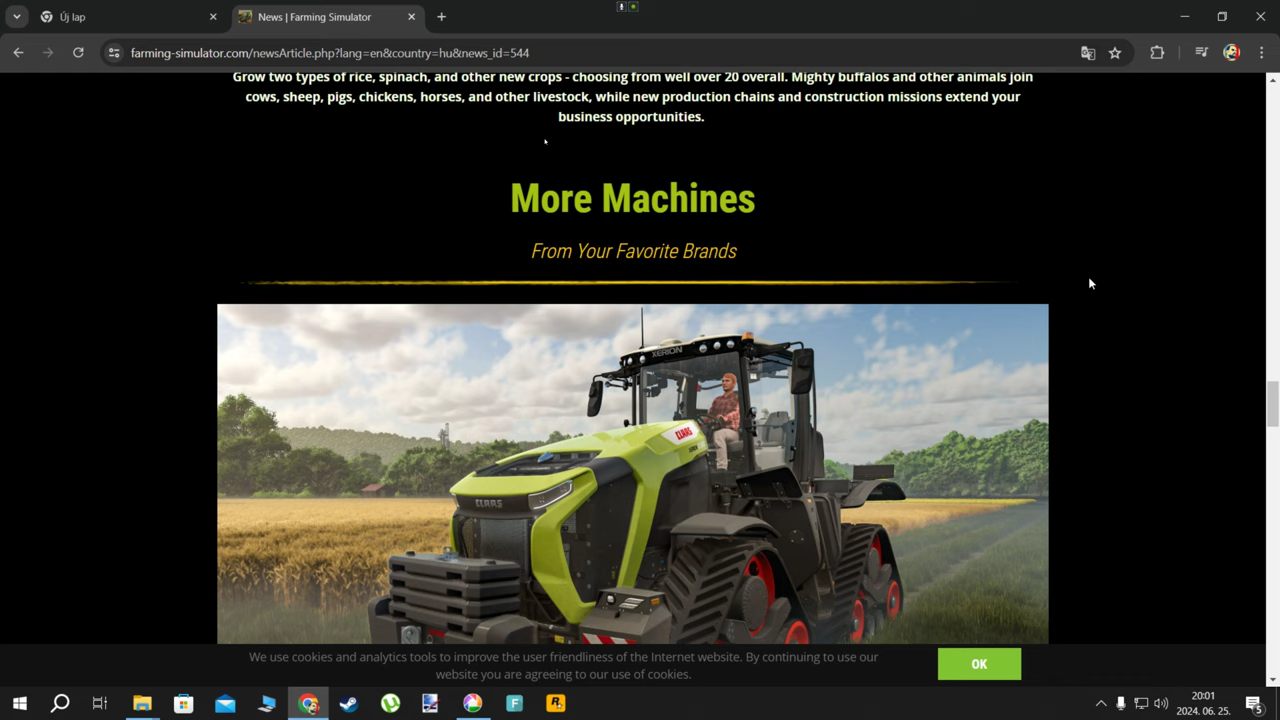 Új lap
News | Farming Simulator
farming-simulator.com/newsArticle.php?lang=en&country=hu&news_id=544
Grow two types of rice, spinach, and other new crops - choosing from well over 20 overall. Mighty buffalos and other animals join
cows, sheep, pigs, chickens, horses, and other livestock, while new production chains and construction missions extend your
business opportunities.
More Machines
From Your Favorite Brands
XERION
CLAAS
CLAAS
We use cookies and analytics tools to improve the user friendliness of the Internet website. By continuing to use our
website you are agreeing to our use of cookies.
OK
20:01
2024. 06. 25.
5